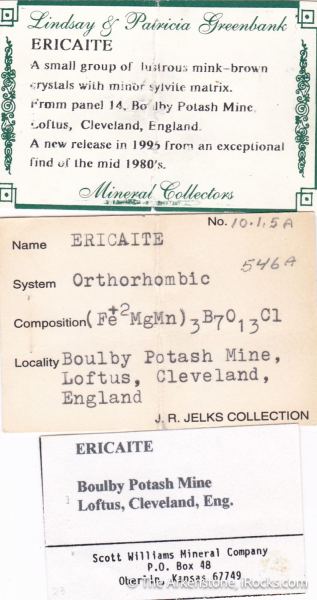 Lindsay & Patricia Greenbank
ERICAITE
A small group of lustrous mink-brown
crystals with minor sylvite matrix.
Fromm panel 14, Boulby Potash Mine,
Loftus, Cleveland, England.
A new release in 1995 from an exceptional
find of the mid 1980's.
Mineral Collectors
No. 10.1.5A
Name ERICAITE
546A
System Orthorhombic
Composition (Fe+2MgMn)3B7O13Cl
Locality Boulby Potash Mine,
Loftus, Cleveland,
England
J. R. JELKS COLLECTION
ERICAITE
Boulby Potash Mine
Loftus, Cleveland, Eng.
Scott Williams Mineral Company
P.O. Box 48
Oberlin, Kansas 67749
23
© The Arkenstone, iRocks.com